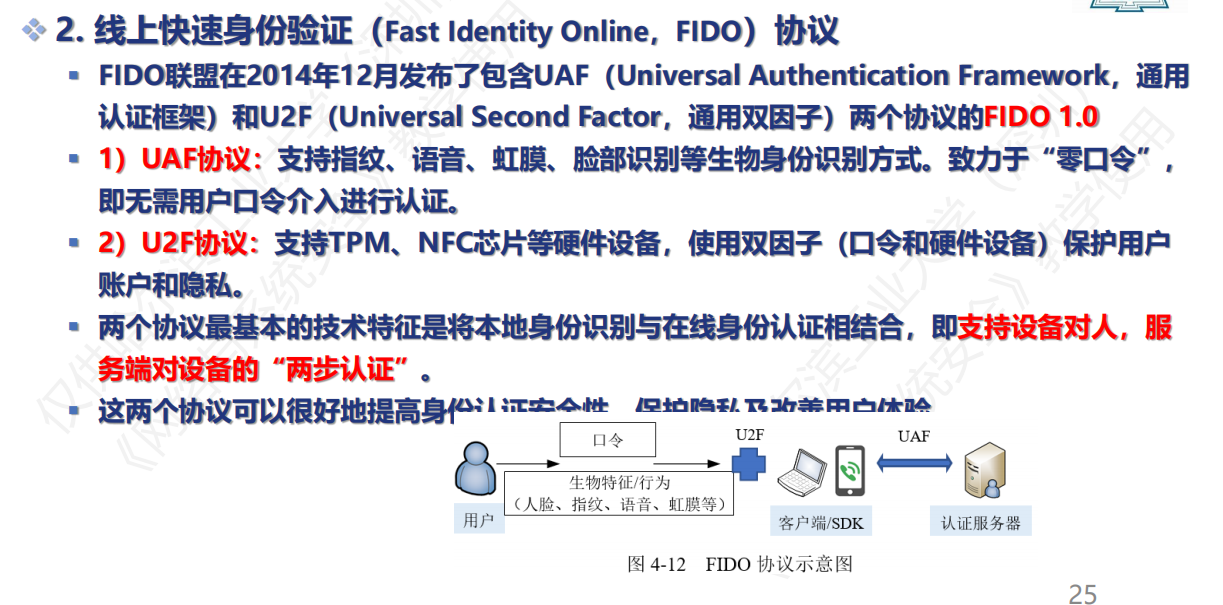 2. 线上快速身份验证（Fast Identity Online，FIDO）协议
FIDO联盟在2014年12月发布了包含UAF（Universal Authentication Framework，通用
认证框架）和U2F（Universal Second Factor，通用双因子）两个协议的FIDO 1.0
1）UAF协议：支持指纹、语音、虹膜、脸部识别等生物身份识别方式。致力于“零口令”，
即无需用户口令介入进行认证。
2）U2F协议：支持TPM、NFC芯片等硬件设备，使用双因子（口令和硬件设备）保护用户
账户和隐私。
两个协议最基本的技术特征是将本地身份识别与在线身份认证相结合，即支持设备对人，服
务端对设备的“两步认证”。
这两个协议可以很好地提高身份认证安全性、保护隐私及改善用户体验
口令
U2F
UAF
生物特征/行为
（人脸、指纹、语音、虹膜等）
用户
客户端/SDK
认证服务器
图 4-12 FIDO 协议示意图
25